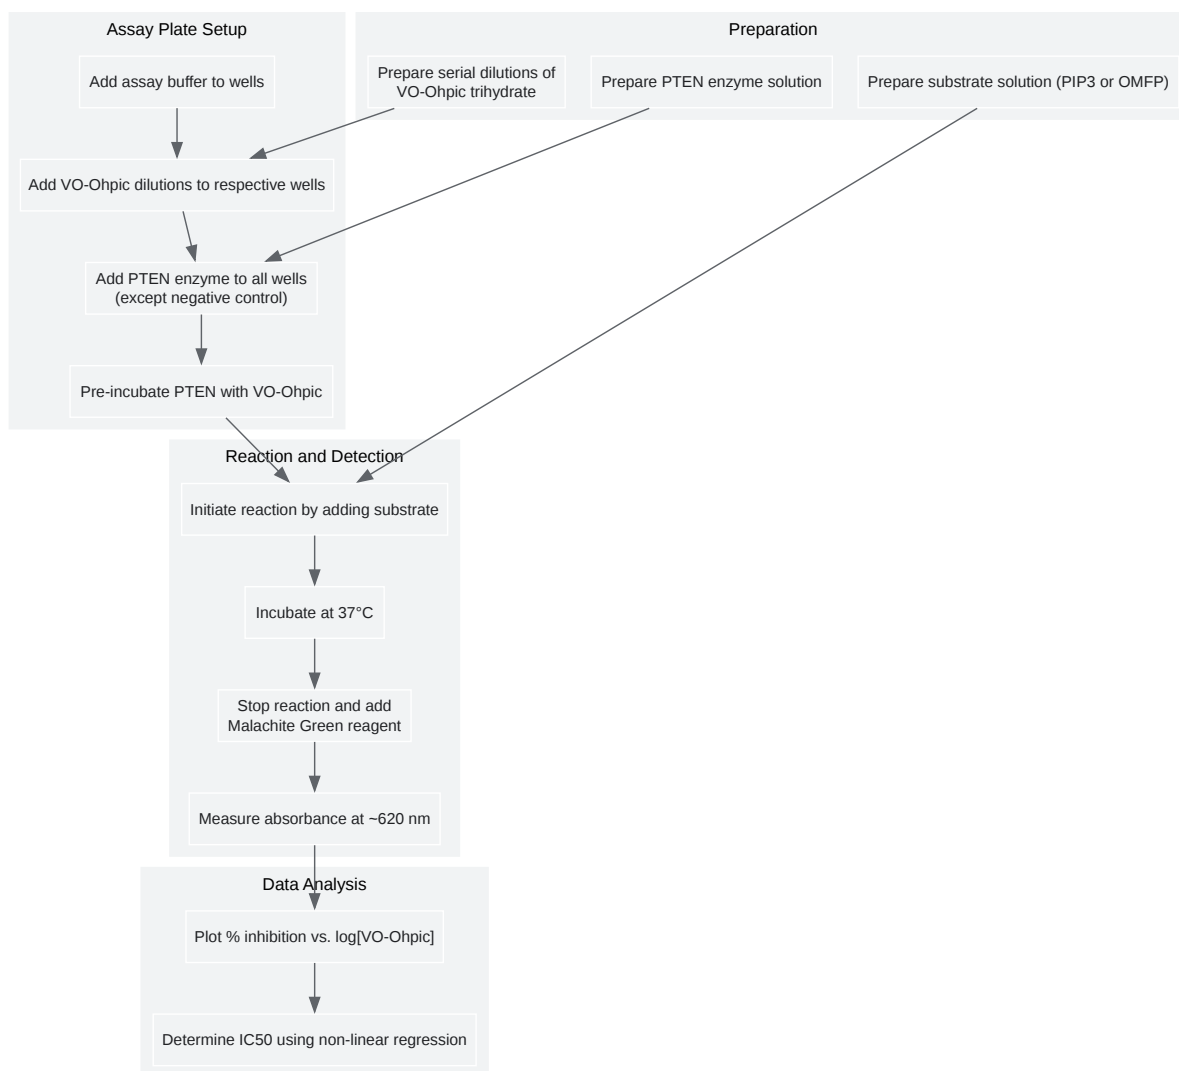 Assay Plate Setup
Preparation
Add assay buffer to wells
Prepare serial dilutions of
VO-Ohpic trihydrate
Prepare PTEN enzyme solution
Prepare substrate solution (PIP3 or OMFP)
Add VO-Ohpic dilutions to respective wells
Add PTEN enzyme to all wells
(except negative control)
Pre-incubate PTEN with VO-Ohpic
Reaction and Detection
Initiate reaction by adding substrate
Incubate at 37°C
Stop reaction and add
Malachite Green reagent
Measure absorbance at ~620 nm
Data Analysis
Plot % inhibition vs. log[VO-Ohpic]
Determine IC50 using non-linear regression